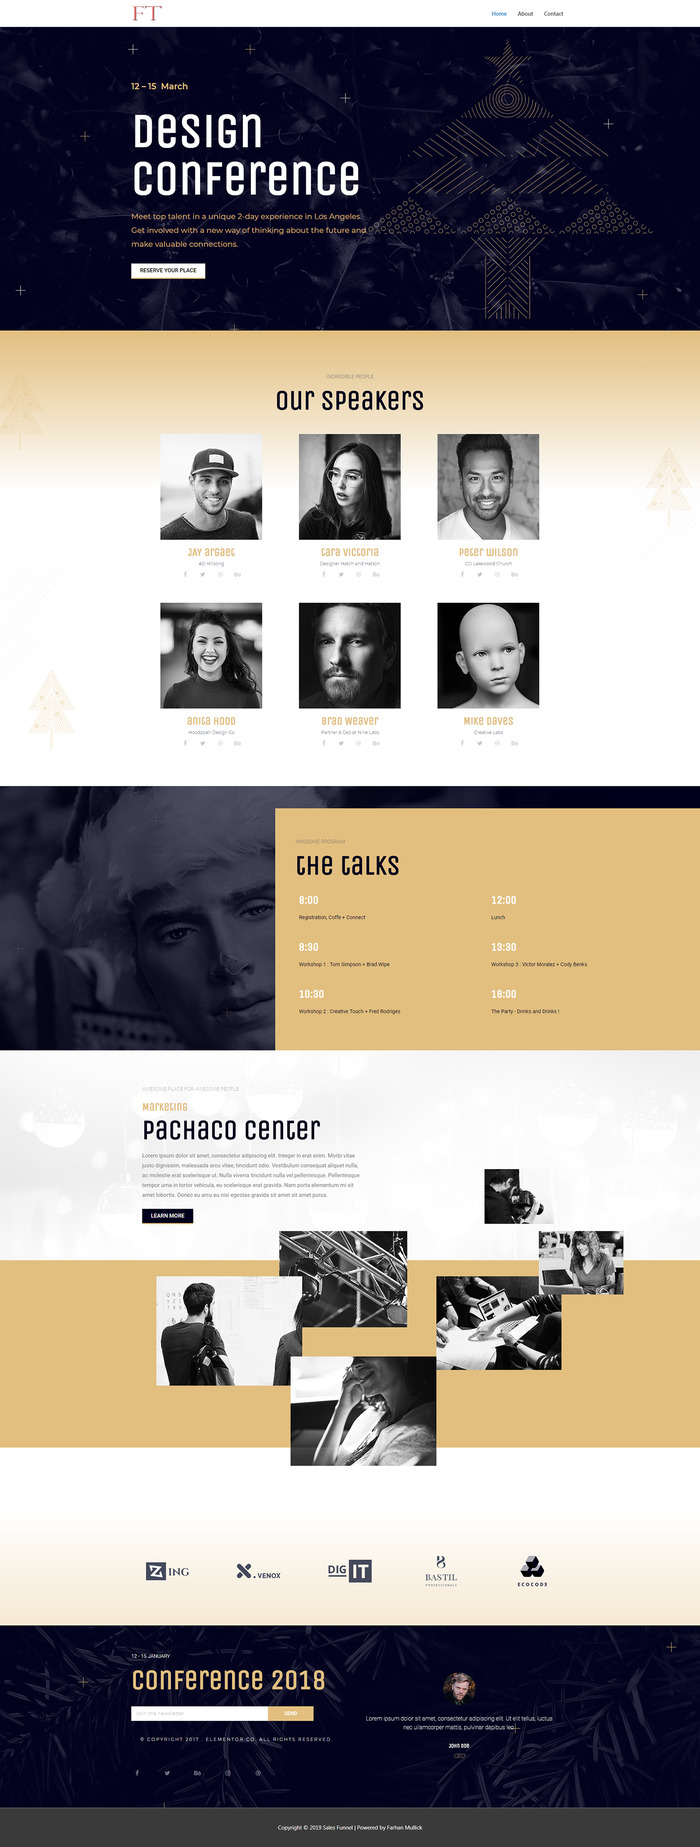 FT
Home About Contact
12 – 15 March
Design
Conference
Meet top talent in a unique 2-day experience in Los Angeles.
Get involved with a new way of thinking about the future and
make valuable connections.
RESERVE YOUR PLACE
INCREDIBLE PEOPLE
Our Speakers
Jay Argaet
AD Hillsong
Tara Victoria
Designer Hatch and Hatson
Peter Wilson
CD Lakewood Church
Anita Hood
Hoodzpah Design Co
Brad Weaver
Partner & Ceo at Nine Labs
Mike Daves
Creative Labs
AWESOME PROGRAM
The Talks
8:00
Registration, Coffe + Connect
12:00
Lunch
8:30
Workshop 1 : Tom Simpson + Brad Wipe
13:30
Workshop 3 : Victor Moralez + Cody Benks
10:30
Workshop 2 : Creative Touch + Fred Rodriges
18:00
The Party - Drinks and Drinks !
AWESOME PLACE FOR AWESOME PEOPLE
Marketing
Pachaco Center
Lorem ipsum dolor sit amet, consectetur adipiscing elit. Integer in erat enim. Morbi vitae
justo dignissim, malesuada arcu vitae, tincidunt odio. Vestibulum consequat aliquet nulla,
ac molestie erat scelerisque ut. Nulla viverra tincidunt nulla vel pellentesque. Pellentesque
tempor urna in tortor vehicula, eu scelerisque erat gravida. Nam porta elementum mi sit
amet lobortis. Donec eu arcu eu nisi egestas gravida sit amet sit amet purus.
LEARN MORE
ZING
X.VENOX
DIG IT
B
BASTIL
PROFESSIONALS
ECOCODE
12 - 15 JANUARY
Conference 2018
Join the newsletter
SEND
© COPYRIGHT 2017 . ELEMENTOR CO. ALL RIGHTS RESERVED.
Lorem ipsum dolor sit amet, consectetur adipiscing elit. Ut elit tellus, luctus
nec ullamcorper mattis, pulvinar dapibus leo.
John Doe
CEO
Copyright © 2019 Sales Funnel | Powered by Farhan Mullick